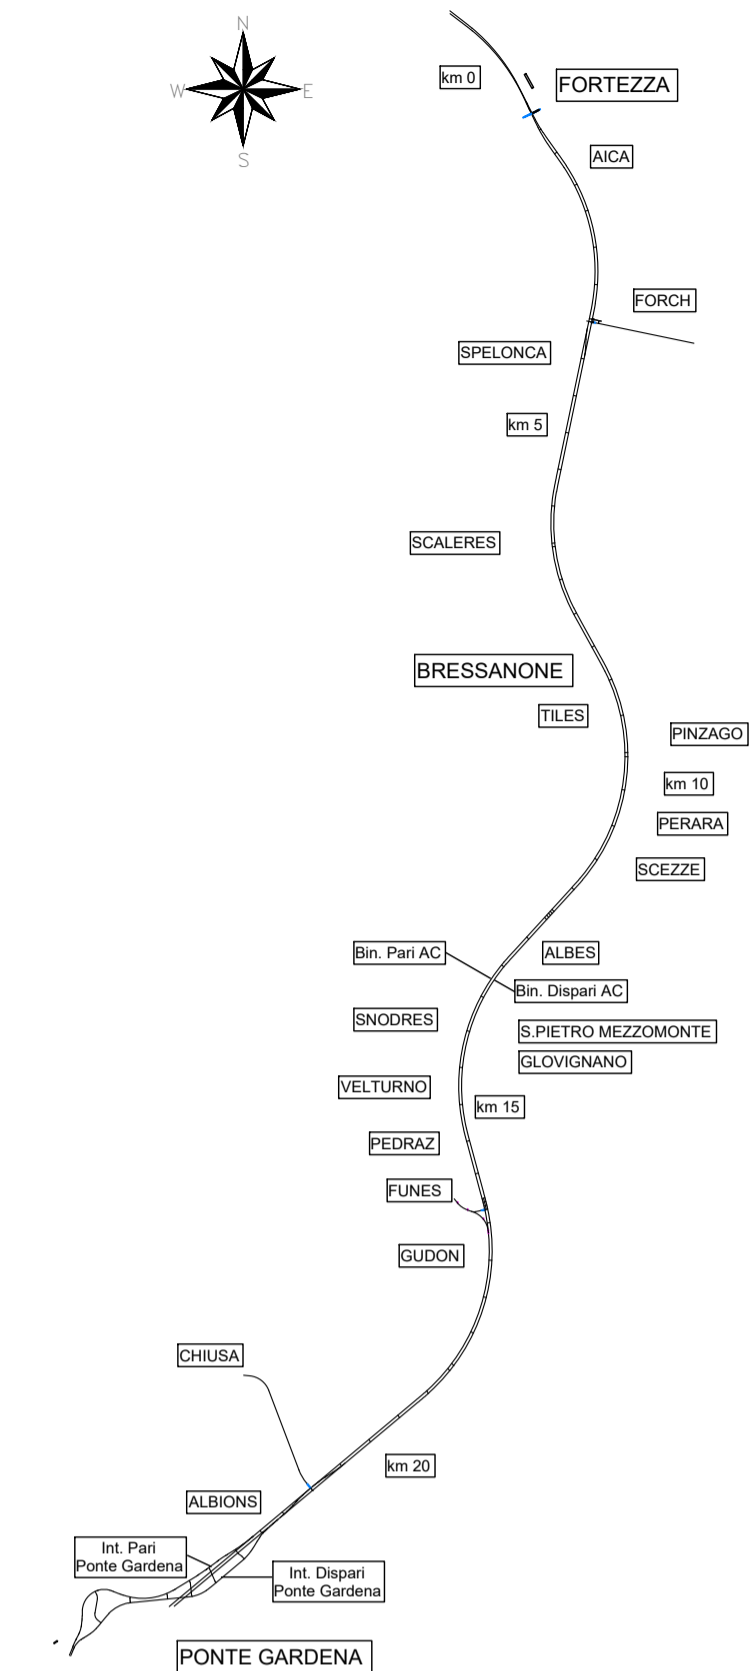 N
km 0
FORTEZZA
W
E
S
AICA
FORCH
SPELONCA
km 5
SCALERES
BRESSANONE
TILES
PINZAGO
km 10
PERARA
SCEZZE
Bin. Pari AC
ALBES
Bin. Dispari AC
SNODRES
S.PIETRO MEZZOMONTE
GLOVIGNANO
VELTURNO
km 15
PEDRAZ
FUNES
GUDON
CHIUSA
km 20
ALBIONS
Int. Pari
Ponte Gardena
Int. Dispari
Ponte Gardena
PONTE GARDENA